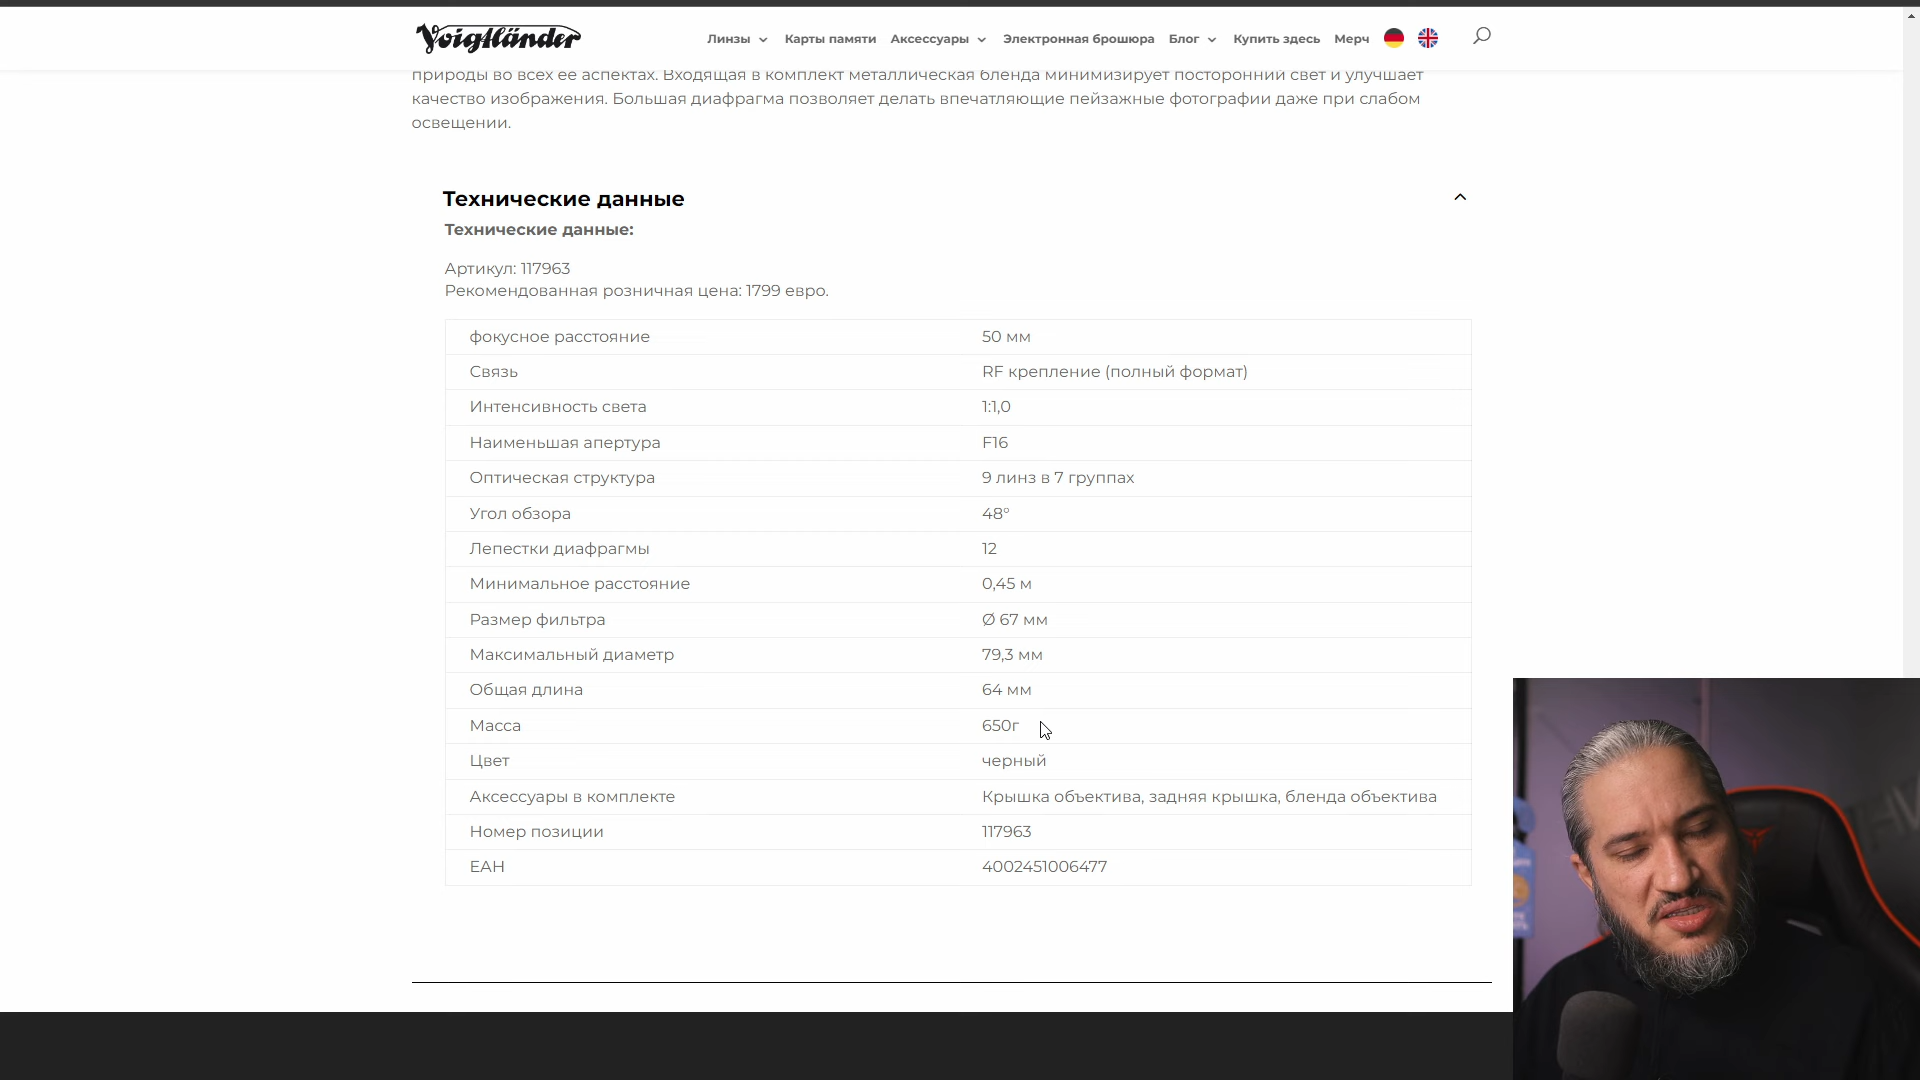 Voigtländer
Линзы
Карты памяти
Аксессуары
Электронная брошюра
Блог
Купить здесь
Мерч
природы во всех ее аспектах. Входящая в комплект металлическая бленда минимизирует посторонний свет и улучшает
качество изображения. Большая диафрагма позволяет делать впечатляющие пейзажные фотографии даже при слабом
освещении.
Технические данные
Технические данные:
Артикул: 117963
Рекомендованная розничная цена: 1799 евро.
фокусное расстояние 50 мм
Связь RF крепление (полный формат)
Интенсивность света 1:1,0
Наименьшая апертура F16
Оптическая структура 9 линз в 7 группах
Угол обзора 48°
Лепестки диафрагмы 12
Минимальное расстояние 0,45 м
Размер фильтра Ø 67 мм
Максимальный диаметр 79,3 мм
Общая длина 64 мм
Масса 650г
Цвет черный
Аксессуары в комплекте Крышка объектива, задняя крышка, бленда объектива
Номер позиции 117963
ЕАН 4002451006477